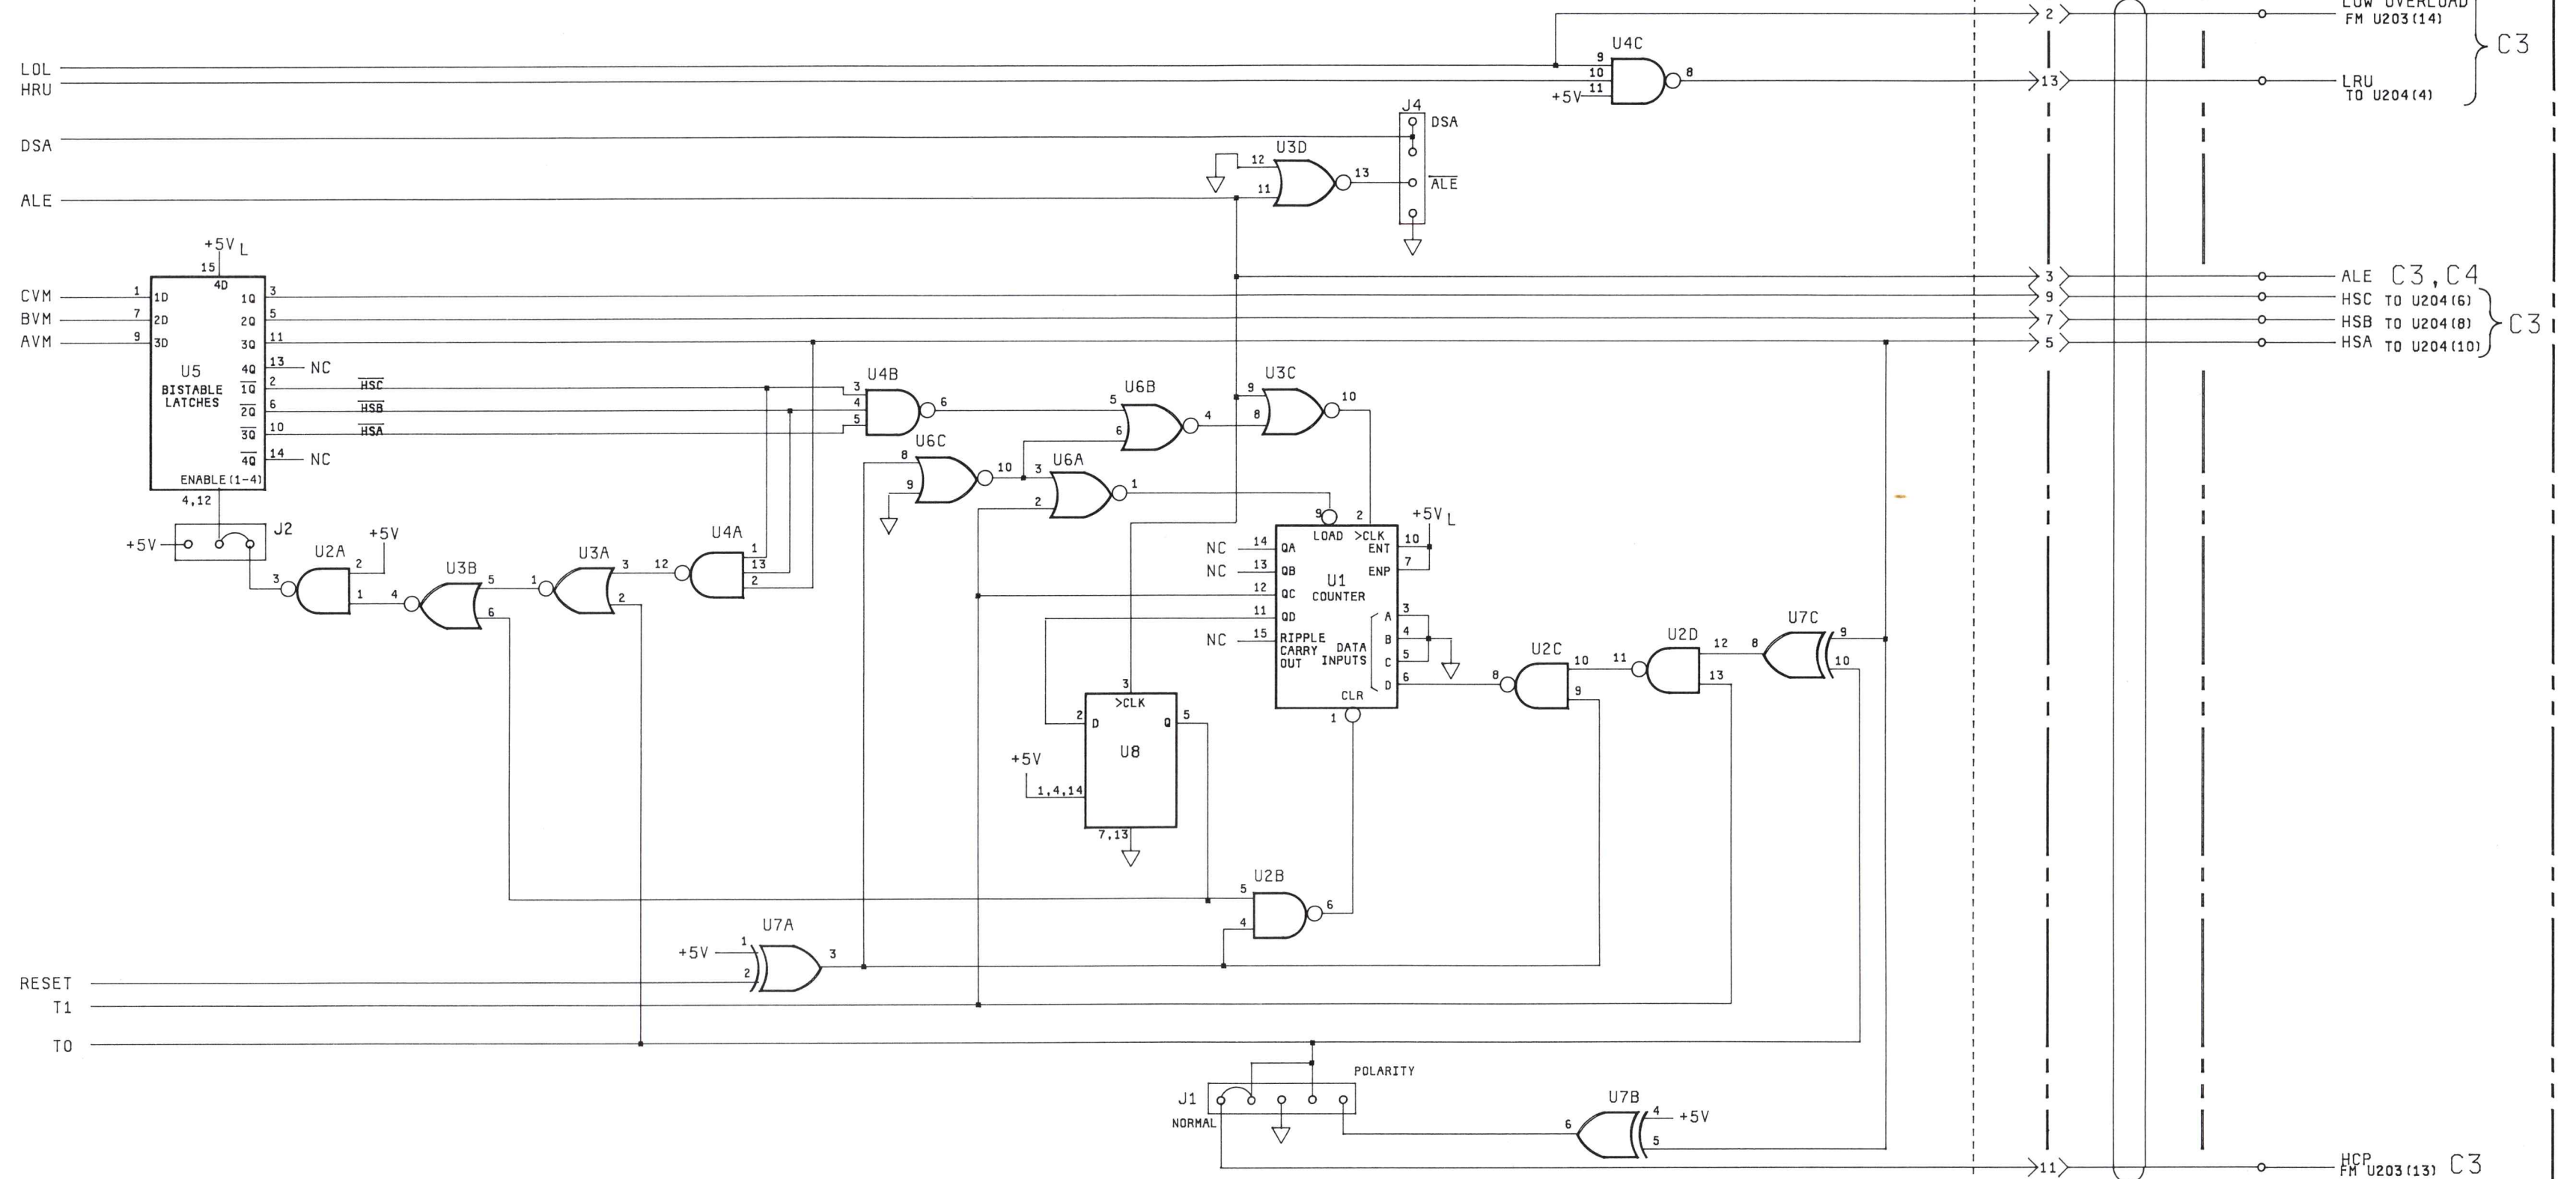 LOW OVERLOAD
FM U203(14)
C3
2
U4C
LOL
HRU
9
10
11
+5V
8
13
LRU
TO U204(4)
J4
DSA
DSA
U3D
12
11
13
ALE
ALE
+5V L
15
4D
3
ALE C3,C4
CVM 1 1D 1Q 3
9
HSC TO U204(6)
BVM 7 2D 2Q 5
7
HSB TO U204(8)
C3
AVM 9 3D 3Q 11
5
HSA TO U204(10)
4Q 13 NC
U5
BISTABLE
LATCHES
1Q 2 HSC
2Q 6 HSB
3Q 10 HSA
4Q 14 NC
ENABLE(1-4)
4,12
U4B
3
4
5
6
U6B
5
6
4
U3C
9
8
10
U6C
8
9
10
U6A
3
2
1
J2
+5V
U2A
+5V
3
2
1
U3B
4
5
6
U3A
1
3
2
U4A
12
1
13
2
9
2
+5V L
LOAD >CLK
NC 14 QA
ENT 10
NC 13 QB
ENP 7
U1
COUNTER
12 QC
11 QD
NC 15 RIPPLE
CARRY
OUT
DATA
INPUTS
A 3
B 4
C 5
D 6
CLR
1
U2C
8
10
9
U2D
11
12
13
U7C
8
9
10
3
>CLK
2 D
Q 5
U8
+5V
1,4,14
7,13
U2B
5
4
6
U7A
+5V
1
2
3
RESET
T1
T0
POLARITY
J1
NORMAL
U7B
6
4
+5V
5
11
HCP
FM U203(13) C3